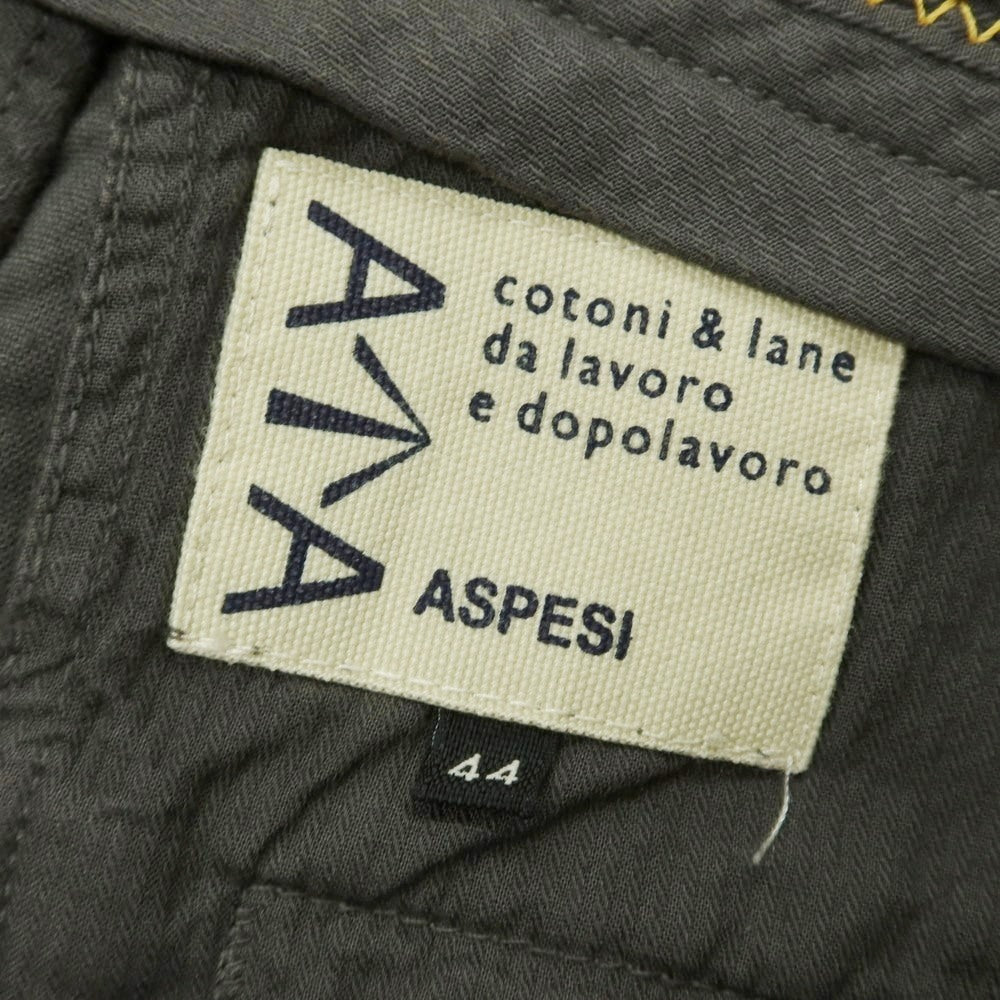 A↑A
cotoni & lane
da lavoro
e dopolavoro
ASPESI
44